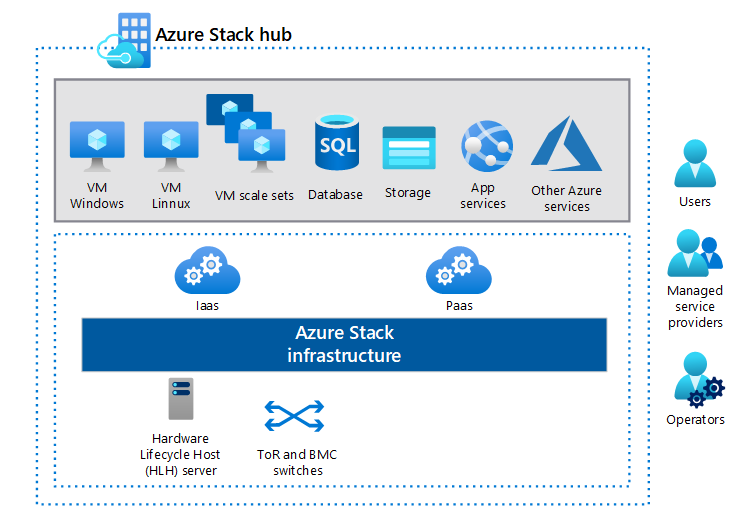 Azure Stack hub
VM
Windows
VM
Linnux
VM scale sets
SQL
Database
Storage
App
services
Other Azure
services
Iaas
Paas
Azure Stack
infrastructure
Hardware
Lifecycle Host
(HLH) server
ToR and BMC
switches
Users
Managed
service
providers
Operators